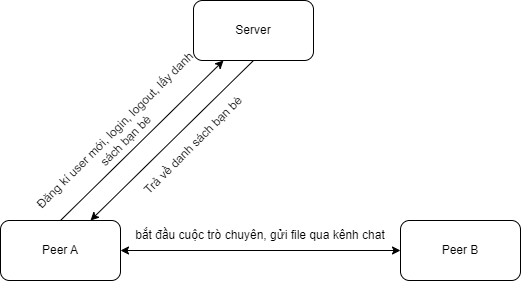 Server
Đăng kí user mới, login, logout, lấy danh
sách bạn bè
Trả về danh sách bạn bè
bắt đầu cuộc trò chuyên, gửi file qua kênh chat
Peer A
Peer B